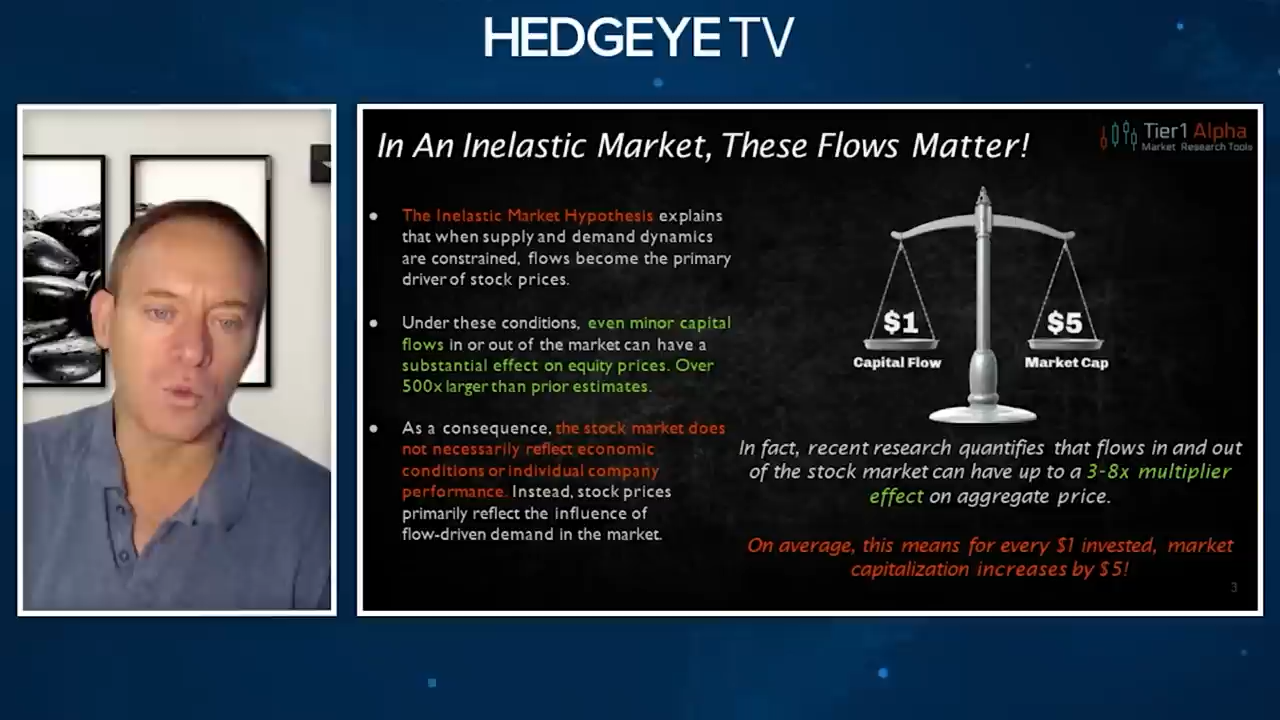 HEDGEYE TV
In An Inelastic Market, These Flows Matter!
Tier1 Alpha
Market Research Tools
• The Inelastic Market Hypothesis explains
that when supply and demand dynamics
are constrained, flows become the primary
driver of stock prices.
• Under these conditions, even minor capital
flows in or out of the market can have a
substantial effect on equity prices. Over
500x larger than prior estimates.
• As a consequence, the stock market does
not necessarily reflect economic
conditions or individual company
performance. Instead, stock prices
primarily reflect the influence of
flow-driven demand in the market.
$1
$5
Capital Flow
Market Cap
In fact, recent research quantifies that flows in and out
of the stock market can have up to a 3-8x multiplier
effect on aggregate price.
On average, this means for every $1 invested, market
capitalization increases by $5!
3